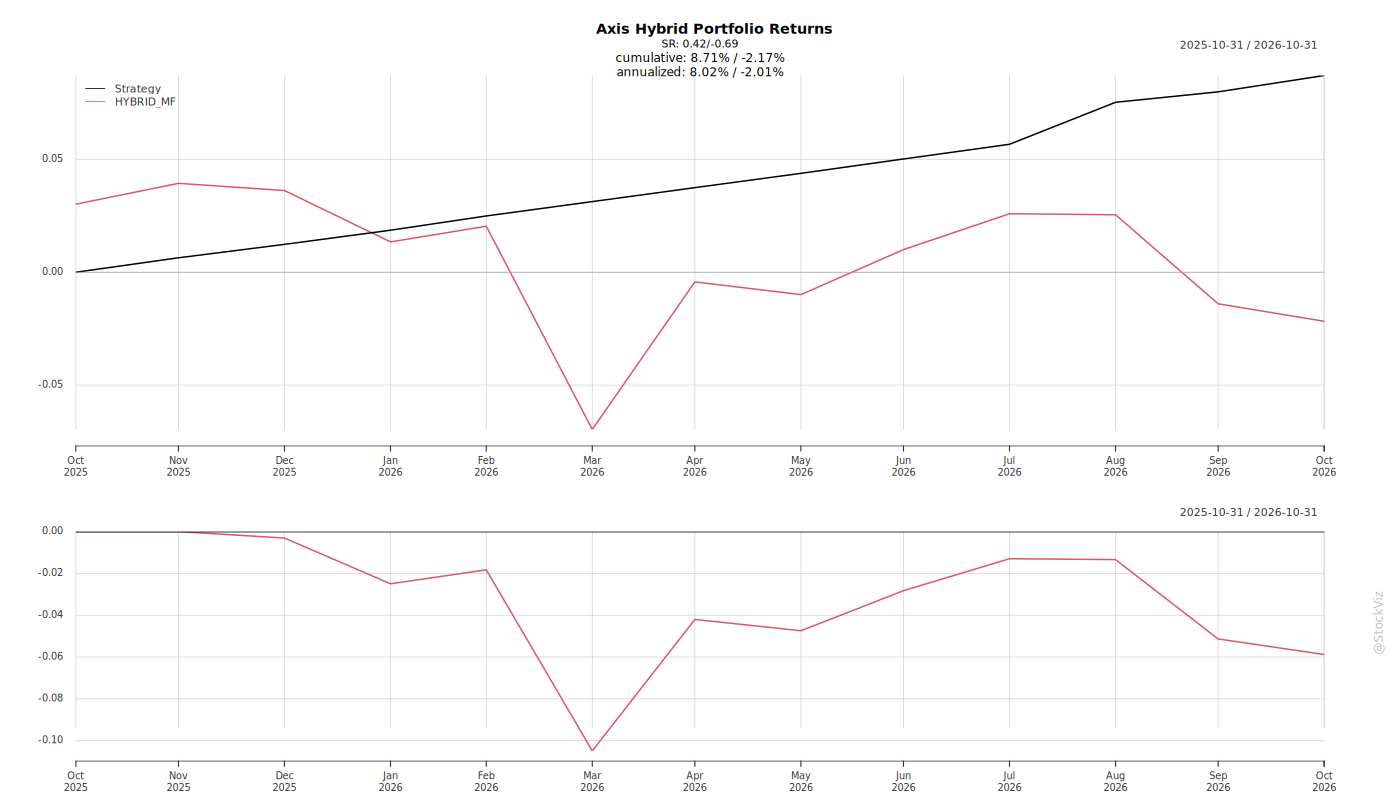 Axis Hybrid Portfolio Returns
SR: 0.42/-0.69
cumulative: 8.71% / -2.17%
annualized: 8.02% / -2.01%
2025-10-31 / 2026-10-31
Strategy
HYBRID_MF
0.05
0.00
-0.05
Oct Nov Dec Jan Feb Mar Apr May Jun Jul Aug Sep Oct
2025 2025 2025 2026 2026 2026 2026 2026 2026 2026 2026 2026 2026
2025-10-31 / 2026-10-31
0.00
-0.02
-0.04
-0.06
-0.08
-0.10
Oct Nov Dec Jan Feb Mar Apr May Jun Jul Aug Sep Oct
2025 2025 2025 2026 2026 2026 2026 2026 2026 2026 2026 2026 2026
@StockViz